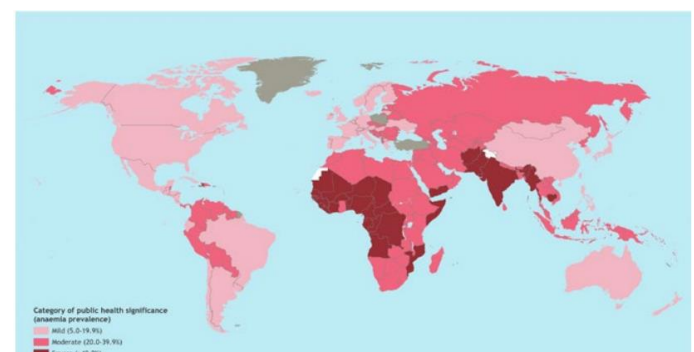 Category of public health significance
(anaemia prevalence)
Mild (5.0-19.9%)
Moderate (20.0-39.9%)